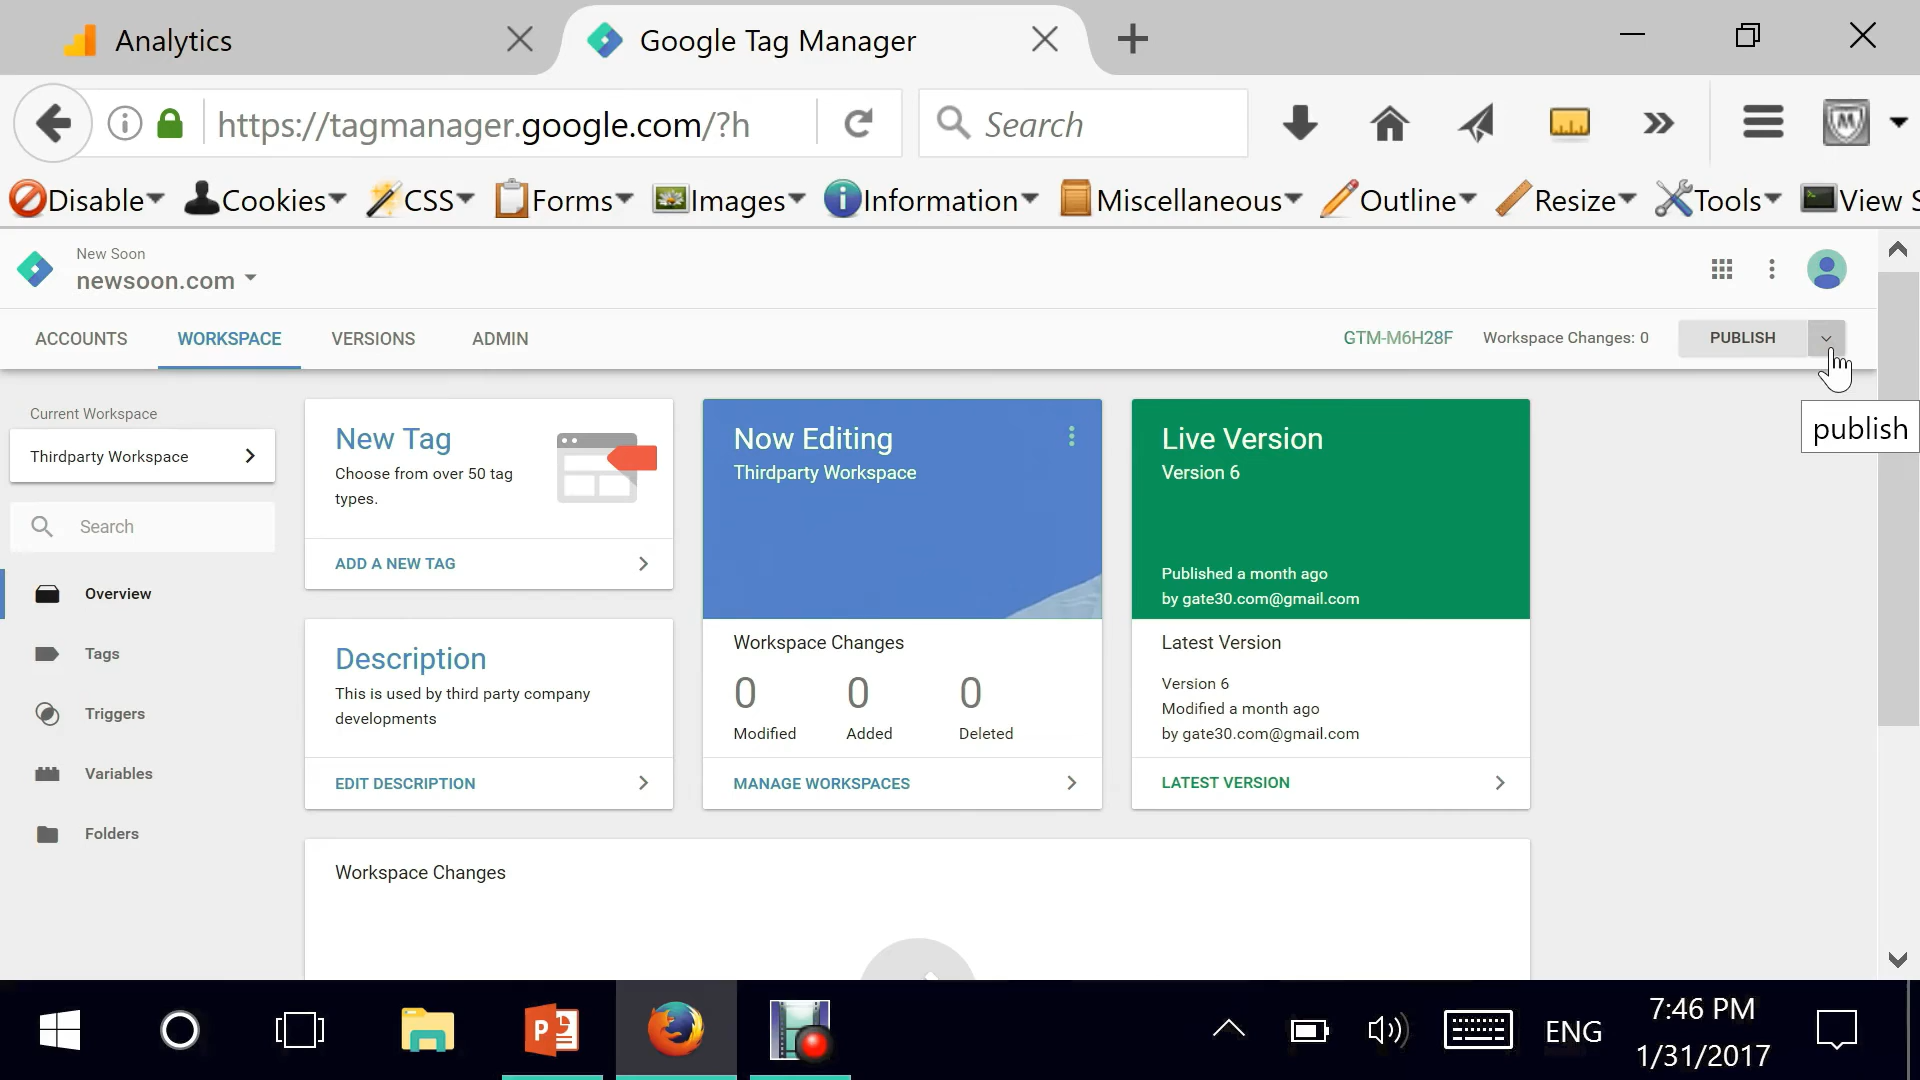 Analytics
Google Tag Manager
https://tagmanager.google.com/?h
Search
Disable
Cookies
CSS
Forms
Images
Information
Miscellaneous
Outline
Resize
Tools
View S
New Soon
newsoon.com
ACCOUNTS
WORKSPACE
VERSIONS
ADMIN
GTM-M6H28F
Workspace Changes: 0
PUBLISH
publish
Current Workspace
Thirdparty Workspace
Search
Overview
Tags
Triggers
Variables
Folders
New Tag
Choose from over 50 tag
types.
ADD A NEW TAG
Description
This is used by third party company
developments
EDIT DESCRIPTION
Now Editing
Thirdparty Workspace
Workspace Changes
0 0 0
Modified Added Deleted
MANAGE WORKSPACES
Live Version
Version 6
Published a month ago
by gate30.com@gmail.com
Latest Version
Version 6
Modified a month ago
by gate30.com@gmail.com
LATEST VERSION
Workspace Changes
ENG
7:46 PM
1/31/2017